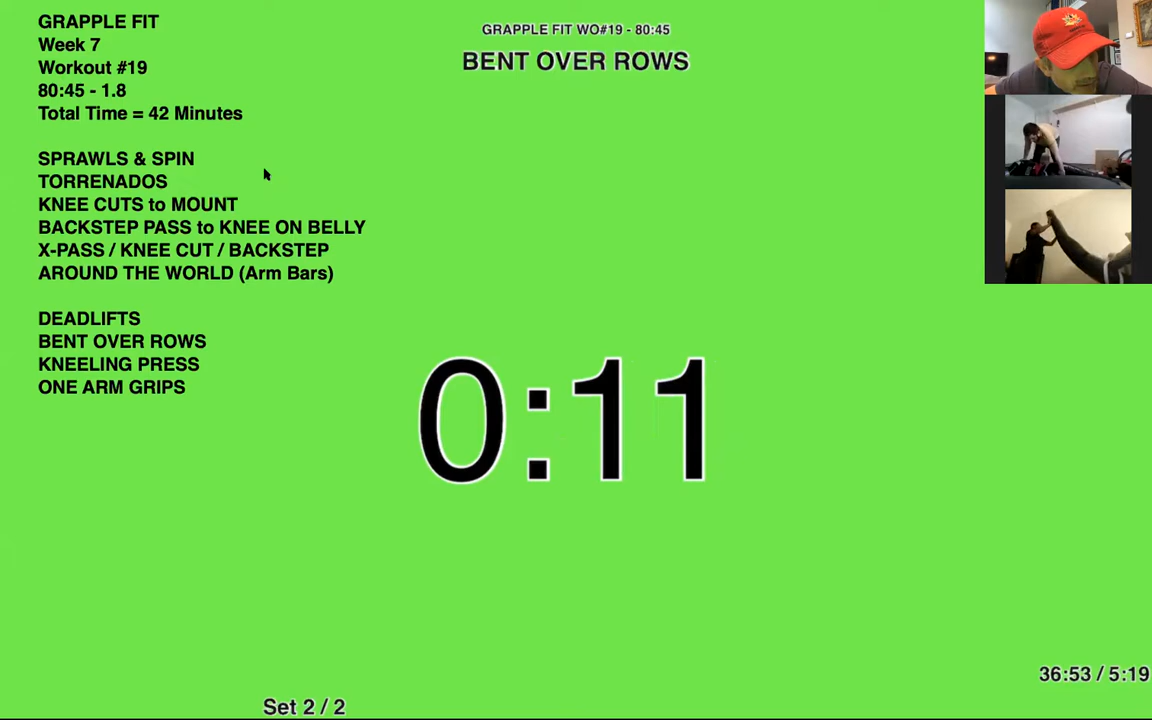 GRAPPLE FIT
Week 7
Workout #19
80:45 - 1.8
Total Time = 42 Minutes
SPRAWLS & SPIN
TORRENADOS
KNEE CUTS to MOUNT
BACKSTEP PASS to KNEE ON BELLY
X-PASS / KNEE CUT / BACKSTEP
AROUND THE WORLD (Arm Bars)
DEADLIFTS
BENT OVER ROWS
KNEELING PRESS
ONE ARM GRIPS
GRAPPLE FIT WO#19 - 80:45
BENT OVER ROWS
0:11
36:53 / 5:19
Set 2 / 2